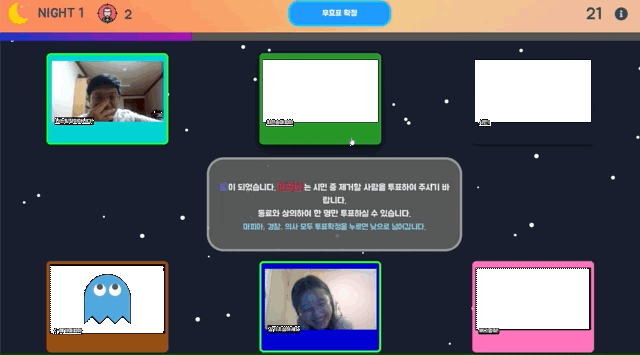 NIGHT 1
2
무효표 확정
21
밤이 되었습니다. 마피아는 시민 중 제거할 사람을 투표하여 주시기 바
랍니다.
동료와 상의하여 한 명만 투표하실 수 있습니다.
마피아, 경찰, 의사 모두 투표확정을 누르면 낮으로 넘어갑니다.